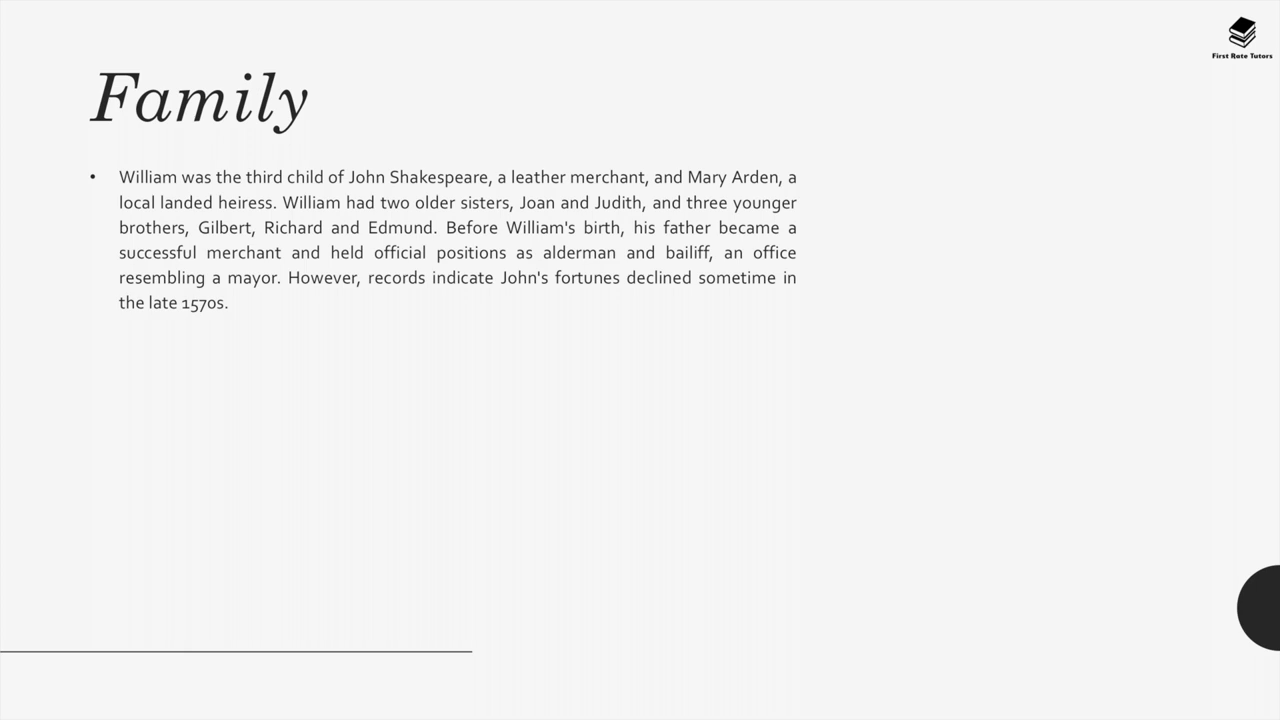 First Rate Tutors
Family
• William was the third child of John Shakespeare, a leather merchant, and Mary Arden, a
local landed heiress. William had two older sisters, Joan and Judith, and three younger
brothers, Gilbert, Richard and Edmund. Before William's birth, his father became a
successful merchant and held official positions as alderman and bailiff, an office
resembling a mayor. However, records indicate John's fortunes declined sometime in
the late 1570s.